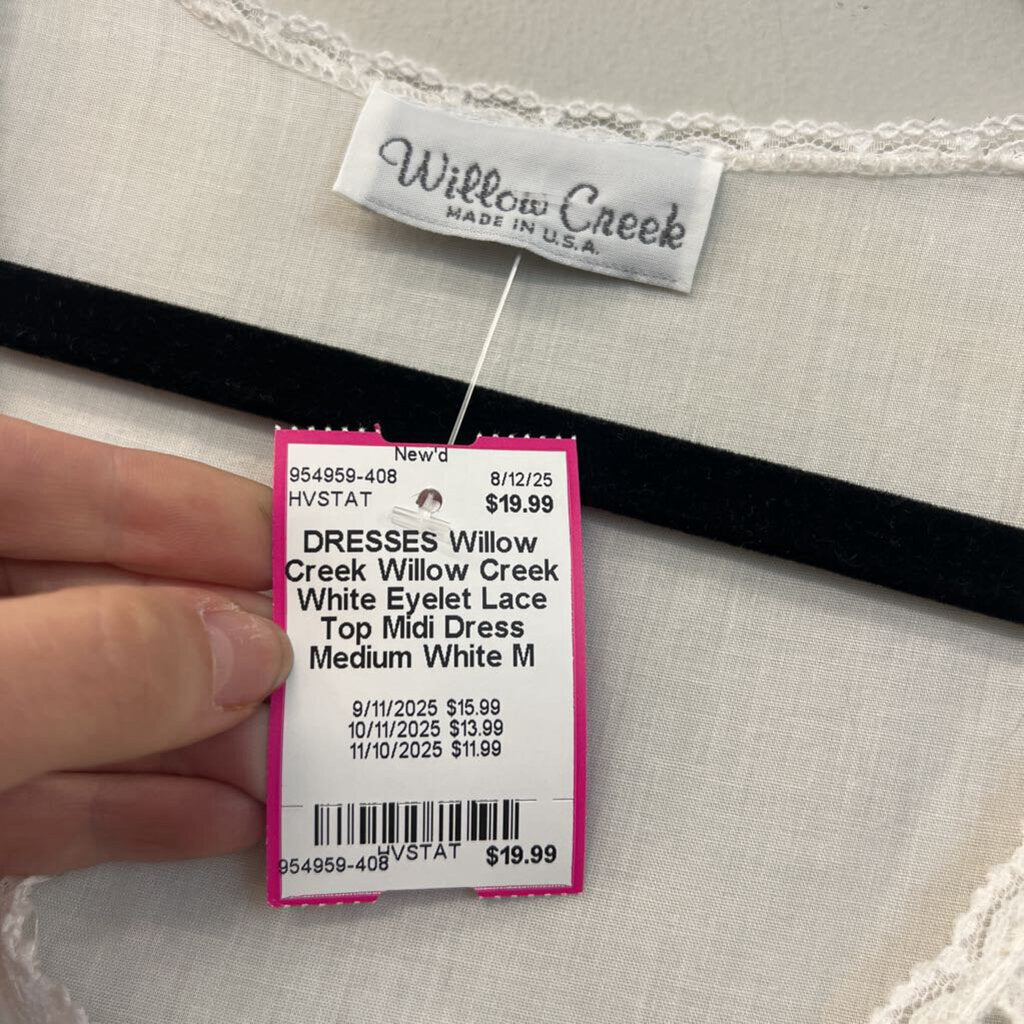 Willow Creek
MADE IN U.S.A.
New'd
954959-408 8/12/25
HVSTAT $19.99
DRESSES Willow
Creek Willow Creek
White Eyelet Lace
Top Midi Dress
Medium White M
9/11/2025 $15.99
10/11/2025 $13.99
11/10/2025 $11.99
954959-408 HVSTAT $19.99